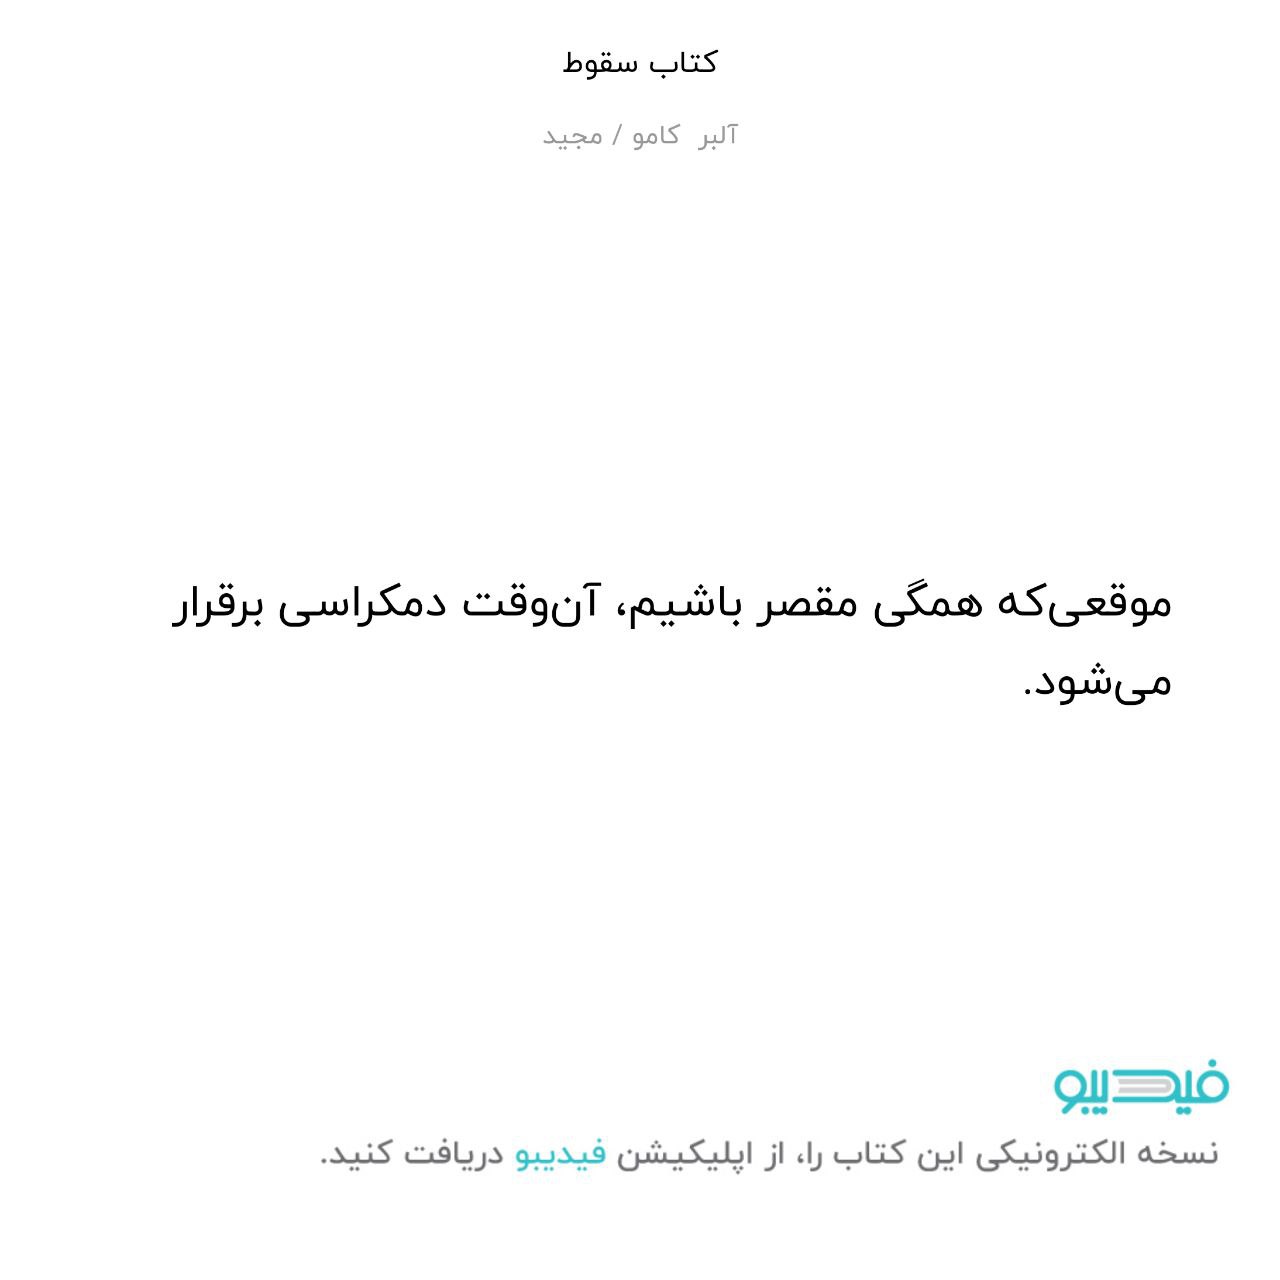 کتاب سقوط
آلبر کامو / مجید
موقعی‌که همگی مقصر باشیم، آن‌وقت دمکراسی برقرار
می‌شود.
فیدیبو
نسخه الکترونیکی این کتاب را، از اپلیکیشن فیدیبو دریافت کنید.